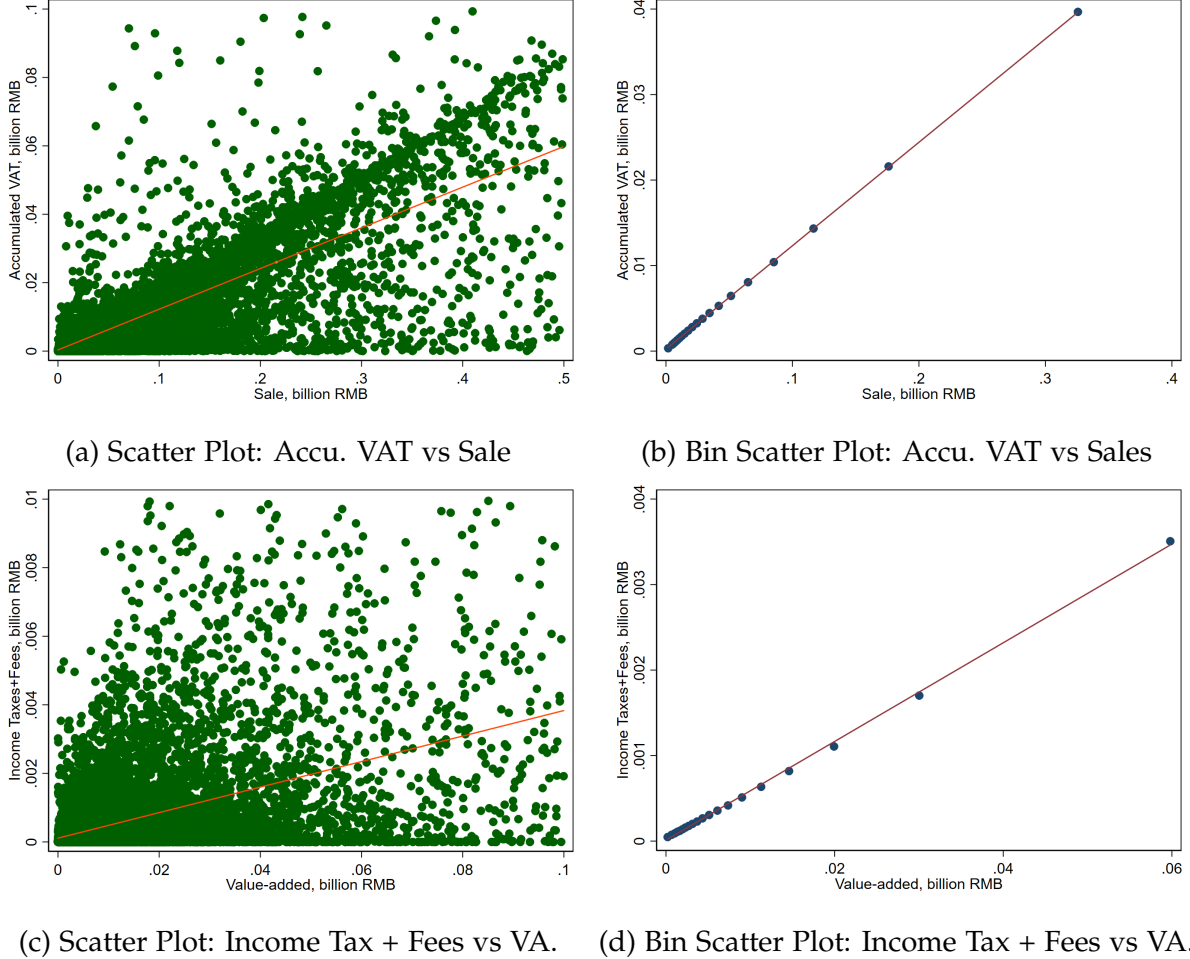 Accumulated VAT, billion RMB
.1
.08
.06
.04
.02
0
0 .1 .2 .3 .4 .5
Sale, billion RMB
(a) Scatter Plot: Accu. VAT vs Sale
Accumulated VAT, billion RMB
.04
.03
.02
.01
0
0 .1 .2 .3 .4
Sale, billion RMB
(b) Bin Scatter Plot: Accu. VAT vs Sales
Income Taxes+Fees, billion RMB
.01
.008
.006
.004
.002
0
0 .02 .04 .06 .08 .1
Value-added, billion RMB
(c) Scatter Plot: Income Tax + Fees vs VA.
Income Taxes+Fees, billion RMB
.004
.003
.002
.001
0
0 .02 .04 .06
Value-added, billion RMB
(d) Bin Scatter Plot: Income Tax + Fees vs VA.